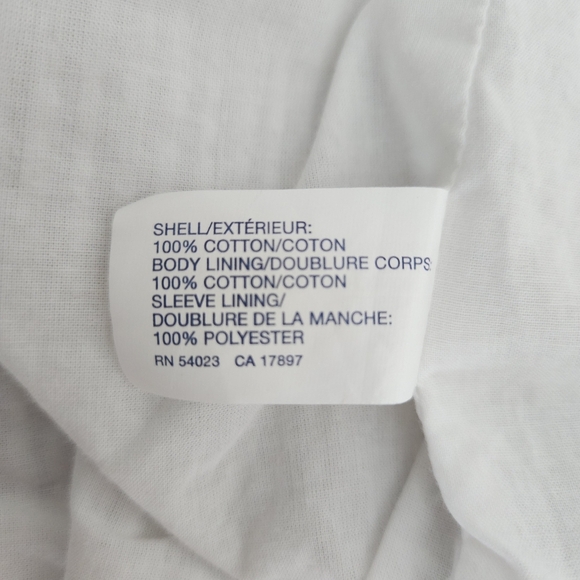 SHELL/EXTÉRIEUR:
100% COTTON/COTON
BODY LINING/DOUBLURE CORPS:
100% COTTON/COTON
SLEEVE LINING/
DOUBLURE DE LA MANCHE:
100% POLYESTER
RN 54023 CA 17897